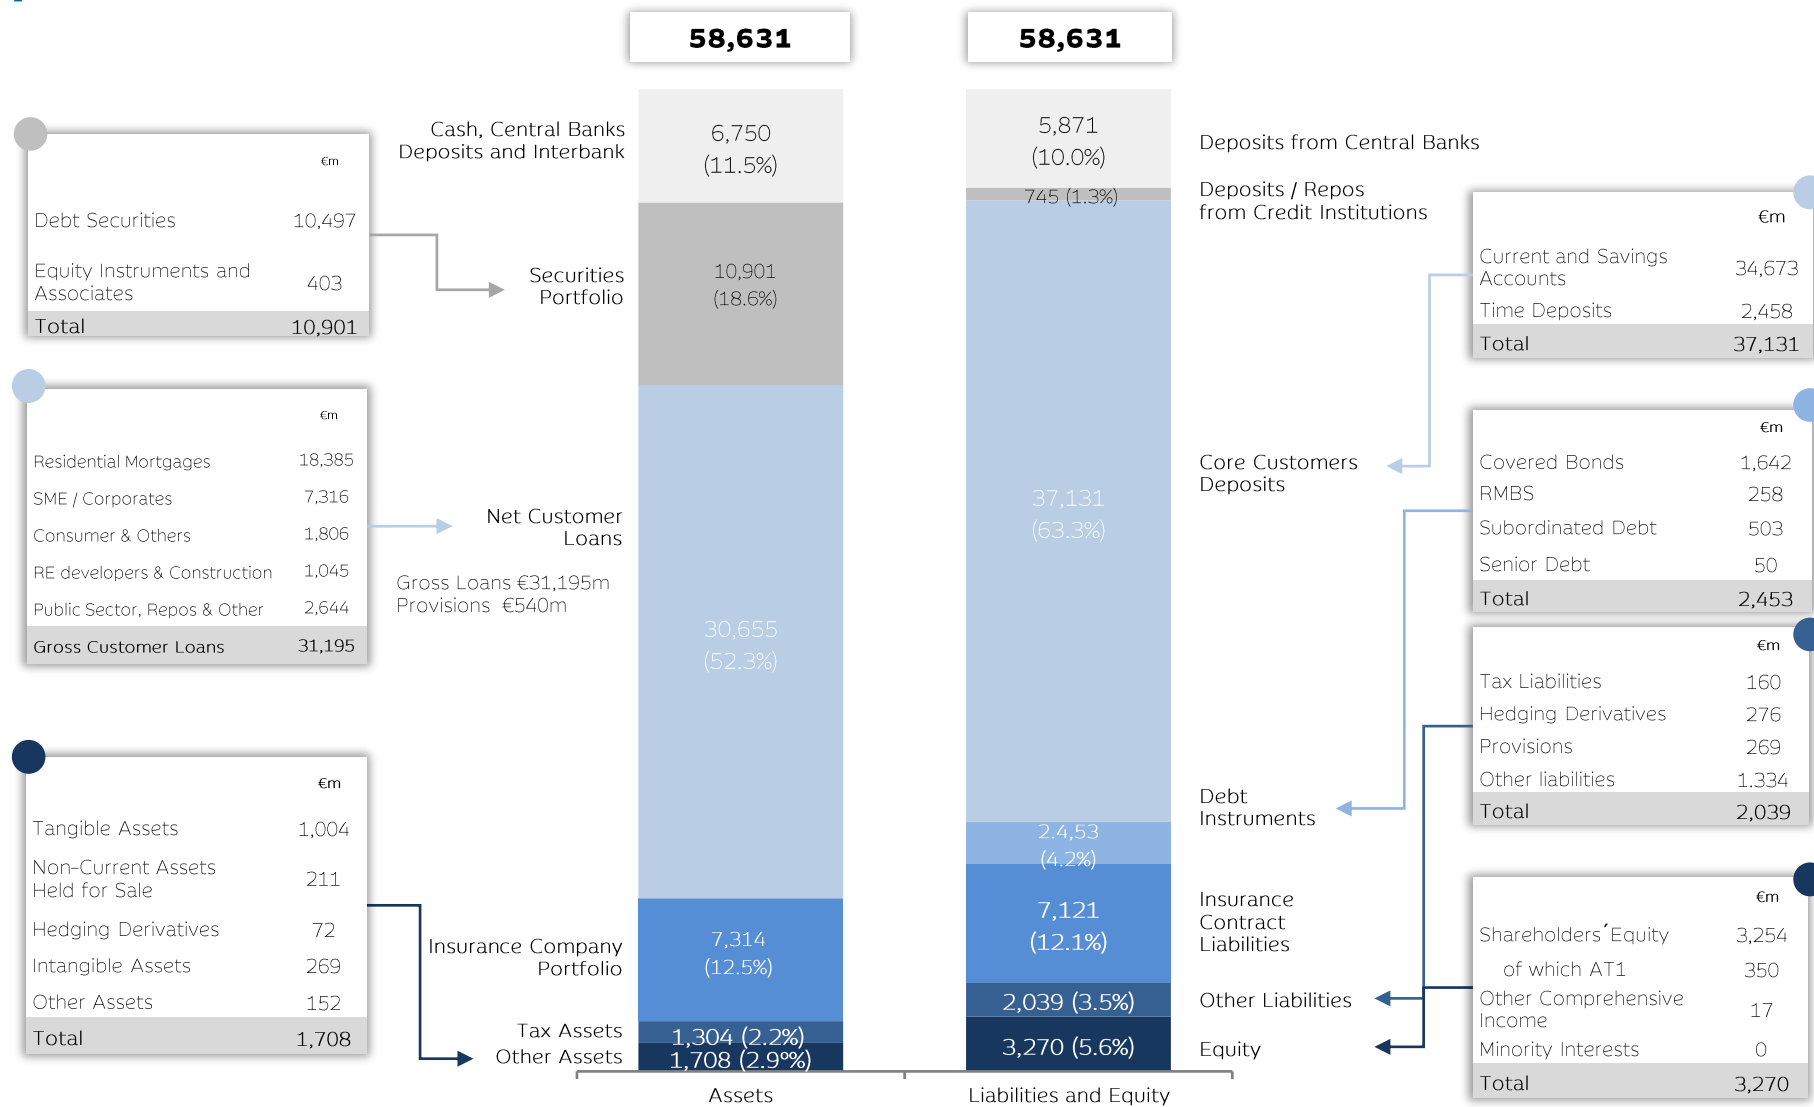 58,631
58,631
€m
Debt Securities 10,497
Equity Instruments and
Associates 403
Total 10,901
€m
Residential Mortgages 18,385
SME / Corporates 7,316
Consumer & Others 1,806
RE developers & Construction 1,045
Public Sector, Repos & Other 2,644
Gross Customer Loans 31,195
€m
Tangible Assets 1,004
Non-Current Assets
Held for Sale 211
Hedging Derivatives 72
Intangible Assets 269
Other Assets 152
Total 1,708
Cash, Central Banks
Deposits and Interbank
Securities
Portfolio
Net Customer
Loans
Gross Loans €31,195m
Provisions €540m
Insurance Company
Portfolio
Tax Assets
Other Assets
6,750
(11.5%)
10,901
(18.6%)
30,655
(52.3%)
7,314
(12.5%)
1,304 (2.2%)
1,708 (2.9%)
Assets
5,871
(10.0%)
745 (1.3%)
37,131
(63.3%)
2.4,53
(4.2%)
7,121
(12.1%)
2,039 (3.5%)
3,270 (5.6%)
Liabilities and Equity
Deposits from Central Banks
Deposits / Repos
from Credit Institutions
Core Customers
Deposits
Debt
Instruments
Insurance
Contract
Liabilities
Other Liabilities
Equity
€m
Current and Savings
Accounts 34,673
Time Deposits 2,458
Total 37,131
€m
Covered Bonds 1,642
RMBS 258
Subordinated Debt 503
Senior Debt 50
Total 2,453
€m
Tax Liabilities 160
Hedging Derivatives 276
Provisions 269
Other liabilities 1.334
Total 2,039
€m
Shareholders´Equity 3,254
of which AT1 350
Other Comprehensive
Income 17
Minority Interests 0
Total 3,270